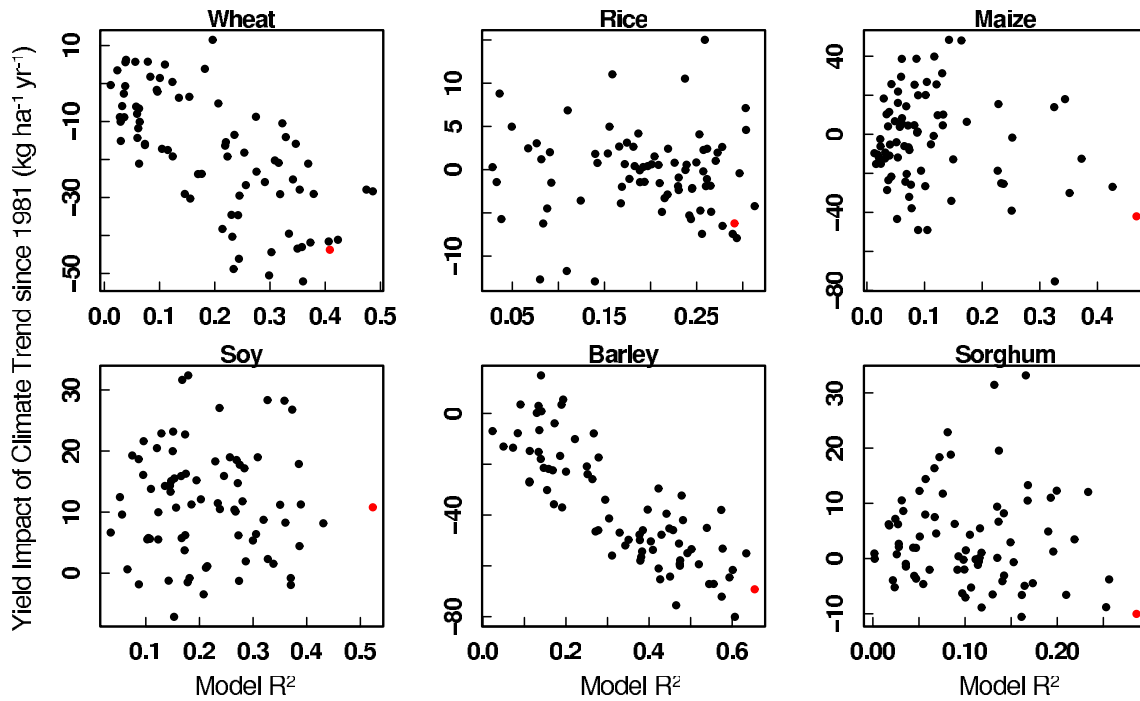 Wheat
Rice
Maize
Yield Impact of Climate Trend since 1981 (kg ha⁻¹ yr⁻¹)
10
-10
-30
-50
0.0 0.1 0.2 0.3 0.4 0.5
10
5
0
-10
0.05 0.15 0.25
40
0
-40
-80
0.0 0.1 0.2 0.3 0.4
Soy
Barley
Sorghum
30
20
10
0
0.1 0.2 0.3 0.4 0.5
0
-40
-80
0.0 0.2 0.4 0.6
30
20
10
0
-10
0.00 0.10 0.20
Model R²
Model R²
Model R²